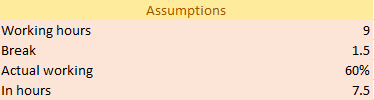 Assumptions
Working hours 9
Break 1.5
Actual working 60%
In hours 7.5